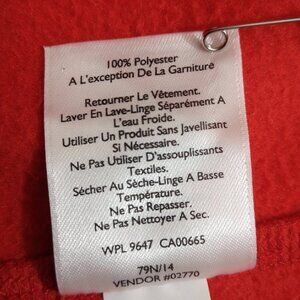 100% Polyester
A L'exception De La Garniture
Retourner Le Vêtement.
Laver En Lave-Linge Séparément A
L'eau Froide.
Utiliser Un Produit Sans Javellisant
Si Nécessaire.
Ne Pas Utiliser D'assouplissants
Textiles.
Sécher Au Sèche-Linge A Basse
Température.
Ne Pas Repasser.
Ne Pas Nettoyer A Sec.
WPL 9647 CA00665
79N/14
VENDOR #02770